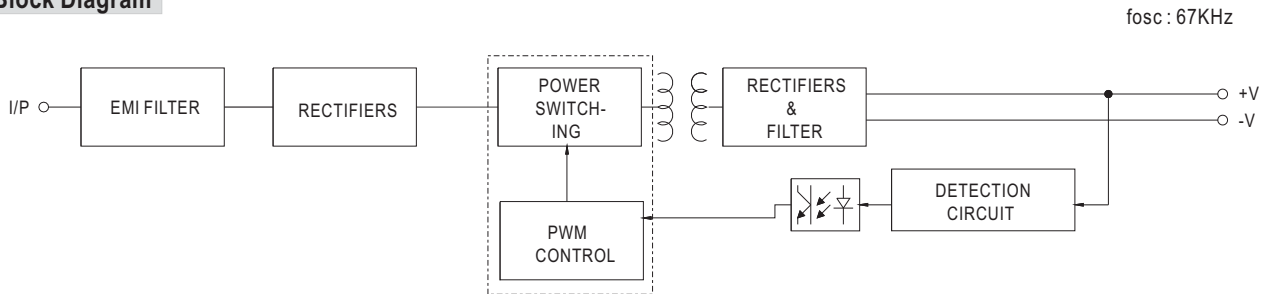 Block Diagram
fosc : 67KHz
I/P
EMI FILTER
RECTIFIERS
POWER
SWITCH-
ING
RECTIFIERS
&
FILTER
+V
-V
PWM
CONTROL
DETECTION
CIRCUIT